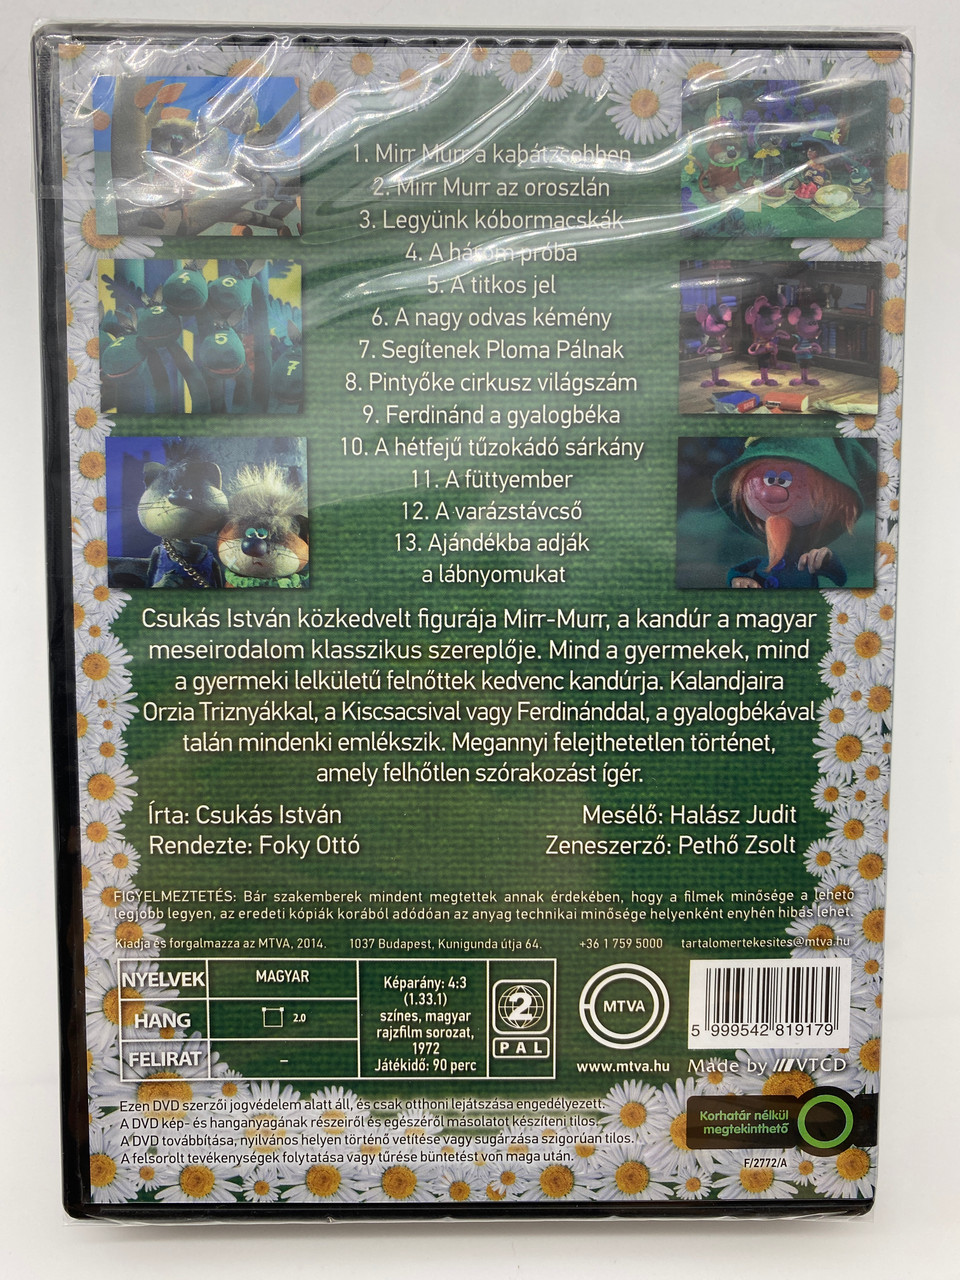 1. Mirr Murr a kabátzsebben
2. Mirr Murr az oroszlán
3. Legyünk kóbormacskák
4. A három próba
5. A titkos jel
6. A nagy odvas kémény
7. Segítenek Ploma Pálnak
8. Pintyőke cirkusz világszám
9. Ferdinánd a gyalogbéka
10. A hétfejű tűzokádó sárkány
11. A füttyember
12. A varázstávcső
13. Ajándékba adják
a lábnyomukat
Csukás István közkedvelt figurája Mirr-Murr, a kandúr a magyar
meseirodalom klasszikus szereplője. Mind a gyermekek, mind
a gyermeki lelkületű felnőttek kedvenc kandúrja. Kalandjaira
Orzia Triznyákkal, a Kiscsacsival vagy Ferdinánddal, a gyalogbékával
talán mindenki emlékszik. Megannyi felejthetetlen történet,
amely felhőtlen szórakozást ígér.
Írta: Csukás István
Mesélő: Halász Judit
Rendezte: Foky Ottó
Zeneszerző: Pethő Zsolt
FIGYELMEZTETÉS: Bár szakemberek mindent megtettek annak érdekében, hogy a filmek minősége a lehető
legjobb legyen, az eredeti kópiák korából adódóan az anyag technikai minősége helyenként enyhén hibás lehet.
Kiadja és forgalmazza az MTVA, 2014. 1037 Budapest, Kunigunda útja 64. +36 1 759 5000 tartalomertekesites@mtva.hu
NYELVEK MAGYAR
HANG 2.0
FELIRAT –
Képarány: 4:3
(1.33.1)
színes, magyar
rajzfilm sorozat,
1972
Játékidő: 90 perc
2
PAL
MTVA
www.mtva.hu
5 999542 819179
Made by VTCD
Ezen DVD szerzői jogvédelem alatt áll, és csak otthoni lejátszása engedélyezett.
A DVD kép- és hanganyagának részeiről és egészéről másolatot készíteni tilos.
A DVD továbbítása, nyilvános helyen történő vetítése vagy sugárzása szigorúan tilos.
A felsorolt tevékenységek folytatása vagy tűrése büntetést von maga után.
Korhatár nélkül
megtekinthető
F/2772/A
4
6
3
2
5
7